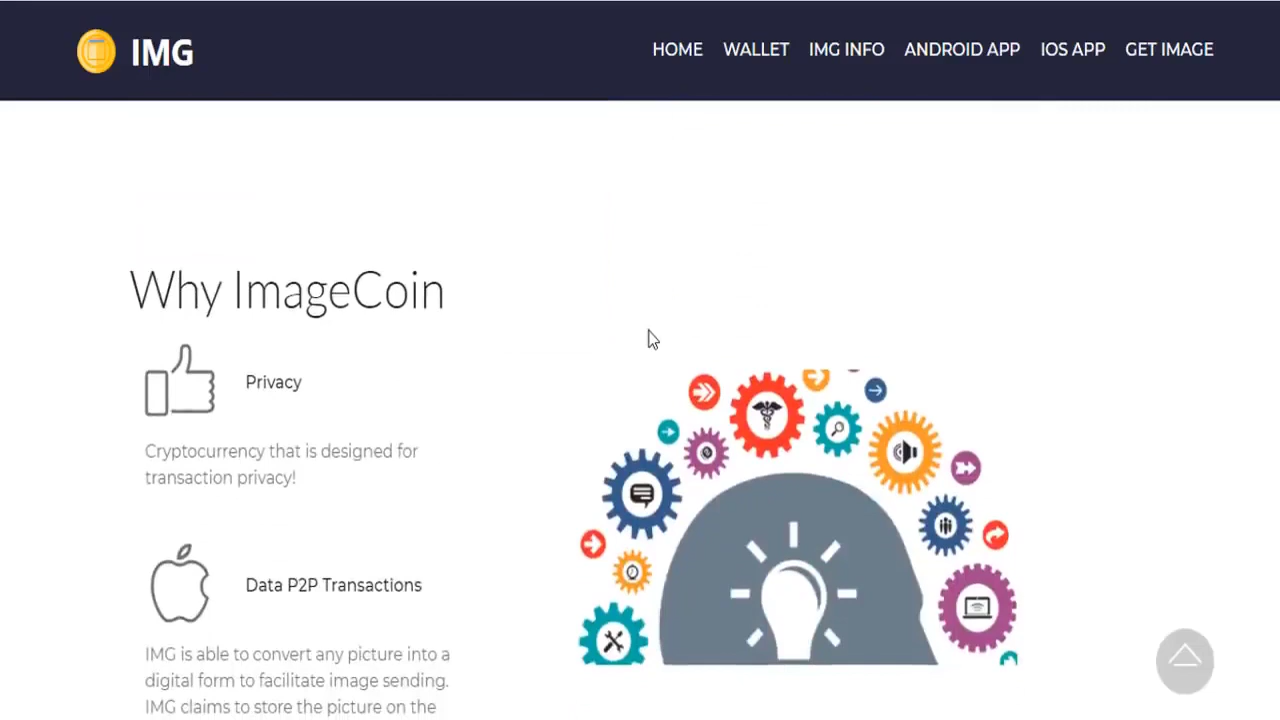 IMG
HOME WALLET IMG INFO ANDROID APP IOS APP GET IMAGE
Why ImageCoin
Privacy
Cryptocurrency that is designed for
transaction privacy!
Data P2P Transactions
IMG is able to convert any picture into a
digital form to facilitate image sending.
IMG claims to store the picture on the